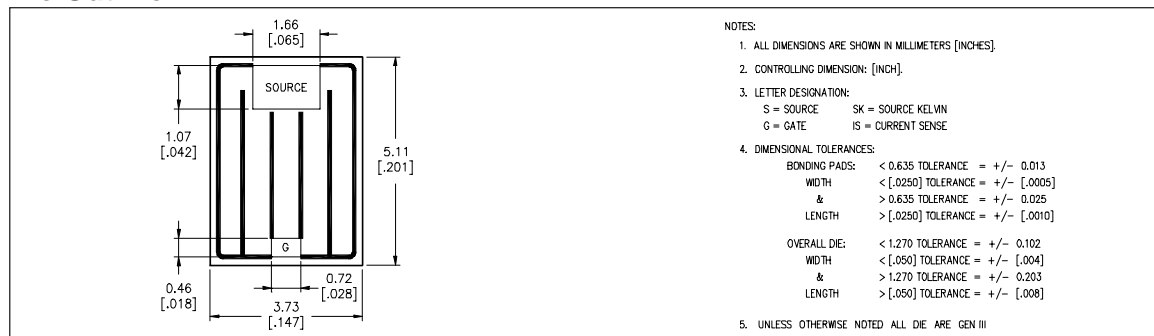 1.66
[.065]
SOURCE
1.07
[.042]
5.11
[.201]
G
0.46
[.018]
0.72
[.028]
3.73
[.147]
NOTES:
1. ALL DIMENSIONS ARE SHOWN IN MILLIMETERS [INCHES].
2. CONTROLLING DIMENSION: [INCH].
3. LETTER DESIGNATION:
S = SOURCE SK = SOURCE KELVIN
G = GATE IS = CURRENT SENSE
4. DIMENSIONAL TOLERANCES:
BONDING PADS: < 0.635 TOLERANCE = +/- 0.013
WIDTH < [.0250] TOLERANCE = +/- [.0005]
& > 0.635 TOLERANCE = +/- 0.025
LENGTH > [.0250] TOLERANCE = +/- [.0010]
OVERALL DIE: < 1.270 TOLERANCE = +/- 0.102
WIDTH < [.050] TOLERANCE = +/- [.004]
& > 1.270 TOLERANCE = +/- 0.203
LENGTH > [.050] TOLERANCE = +/- [.008]
5. UNLESS OTHERWISE NOTED ALL DIE ARE GEN III